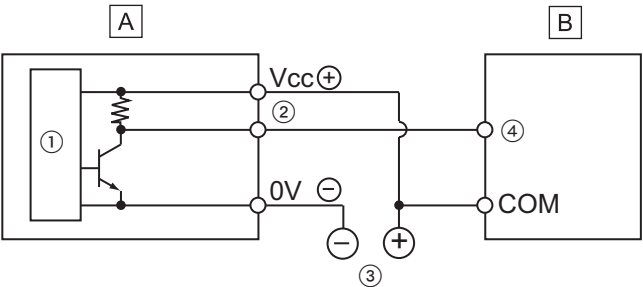 A B
Vcc ⊕
②
① ④
0V ⊖
COM
⊖ ⊕
③